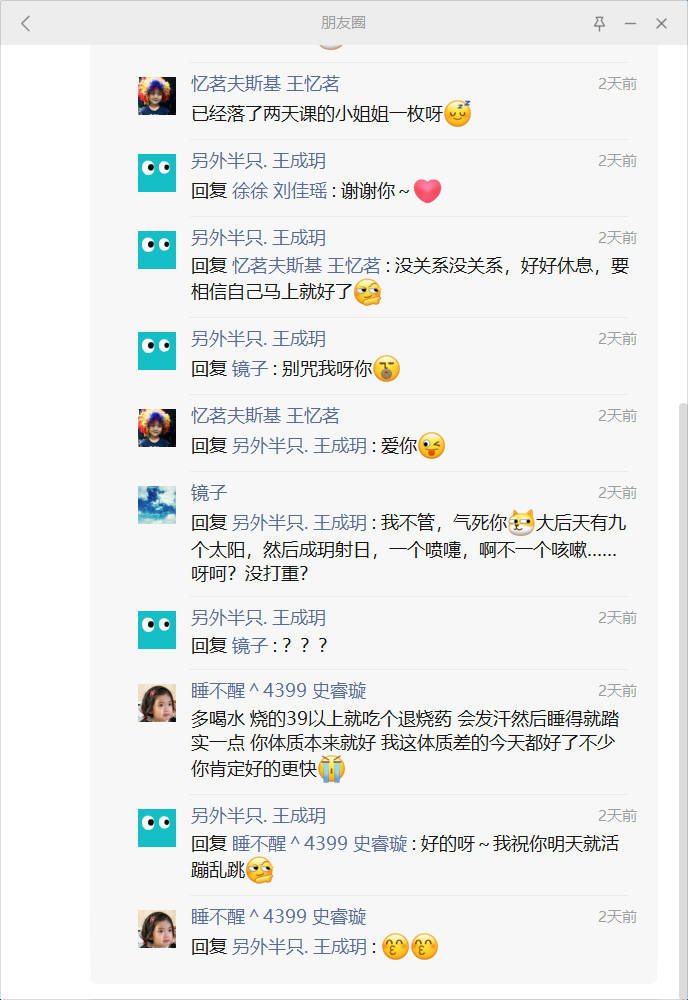 朋友圈
忆茗夫斯基 王忆茗
2天前
已经落了两天课的小姐姐一枚呀
另外半只. 王成玥
2天前
回复 徐徐 刘佳瑶 : 谢谢你～
另外半只. 王成玥
2天前
回复 忆茗夫斯基 王忆茗 : 没关系没关系，好好休息，要
相信自己马上就好了
另外半只. 王成玥
2天前
回复 镜子 : 别咒我呀你
忆茗夫斯基 王忆茗
2天前
回复 另外半只. 王成玥 : 爱你
镜子
2天前
回复 另外半只. 王成玥 : 我不管，气死你大后天有九
个太阳，然后成玥射日，一个喷嚏，啊不一个咳嗽……
呀呵？没打重？
另外半只. 王成玥
2天前
回复 镜子 : ？？？
睡不醒^4399 史睿璇
2天前
多喝水 烧的39以上就吃个退烧药 会发汗然后睡得就踏
实一点 你体质本来就好 我这体质差的今天都好了不少
你肯定好的更快
另外半只. 王成玥
2天前
回复 睡不醒^4399 史睿璇 : 好的呀～我祝你明天就活
蹦乱跳
睡不醒^4399 史睿璇
2天前
回复 另外半只. 王成玥 :